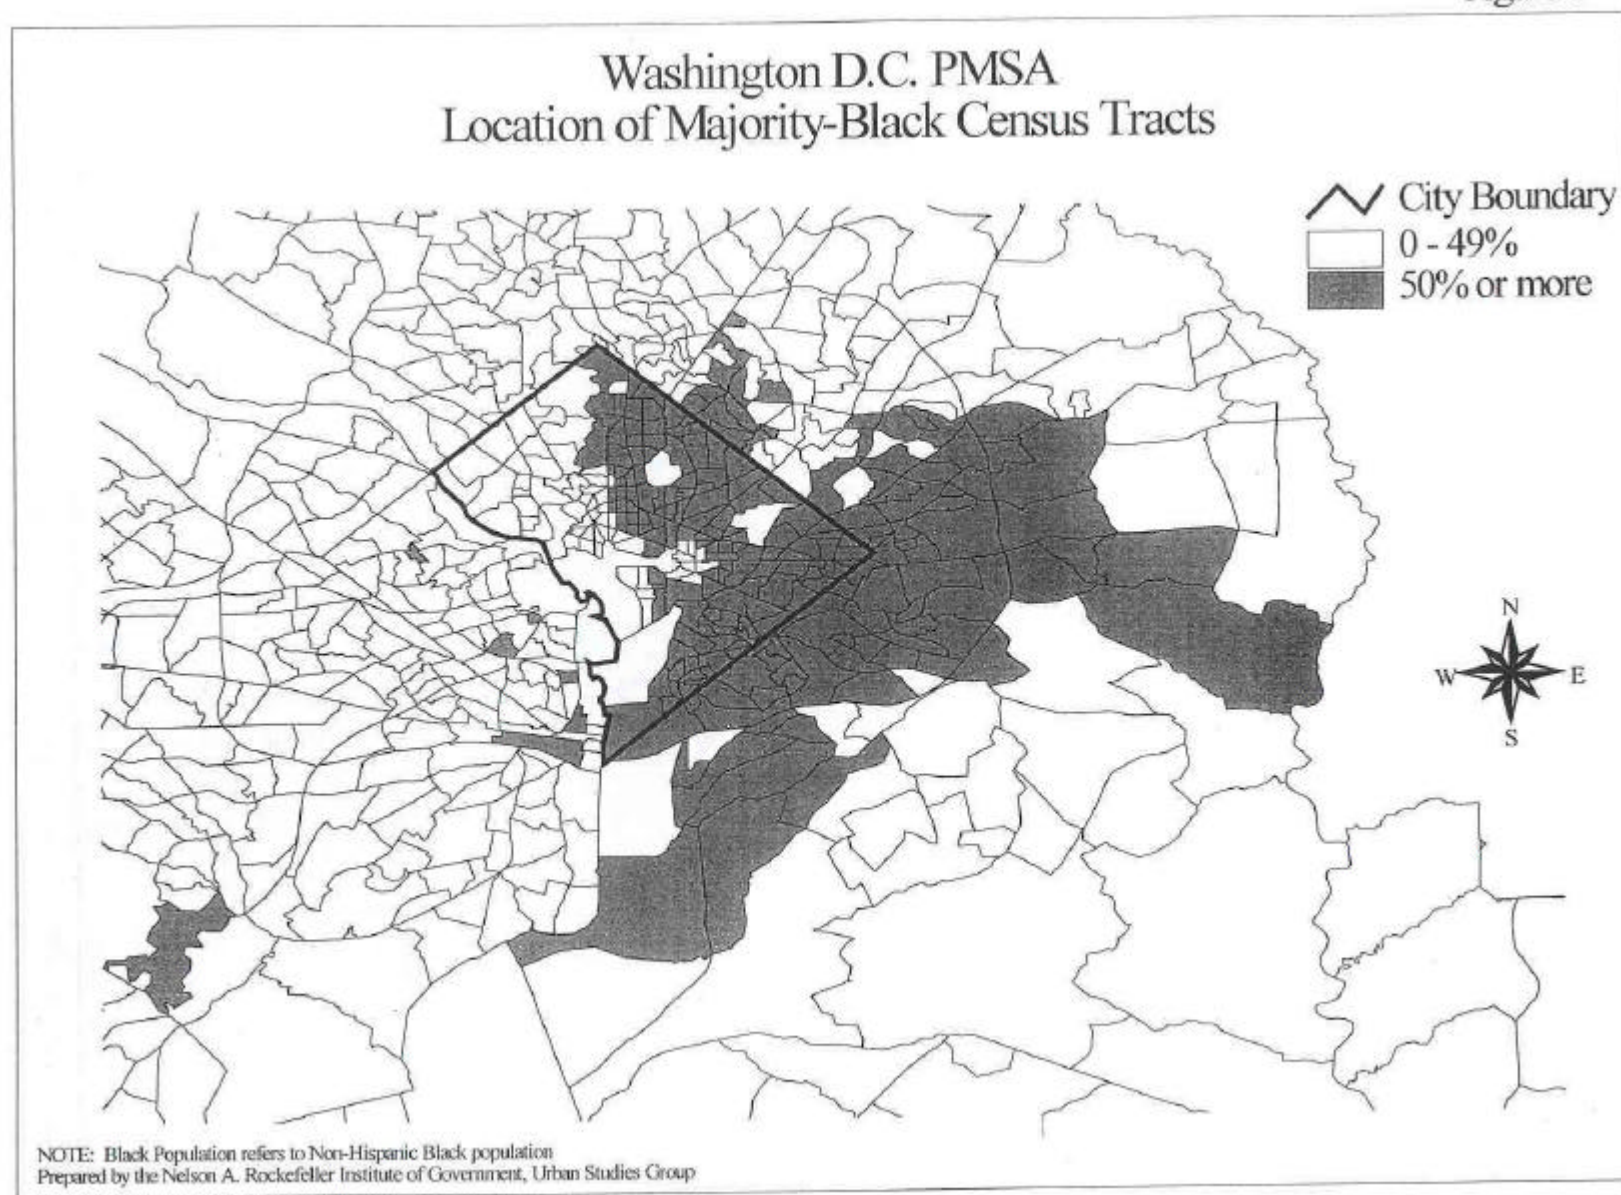 Washington D.C. PMSA
Location of Majority-Black Census Tracts
City Boundary
0 - 49%
50% or more
N
W
E
S
NOTE: Black Population refers to Non-Hispanic Black population
Prepared by the Nelson A. Rockefeller Institute of Government, Urban Studies Group